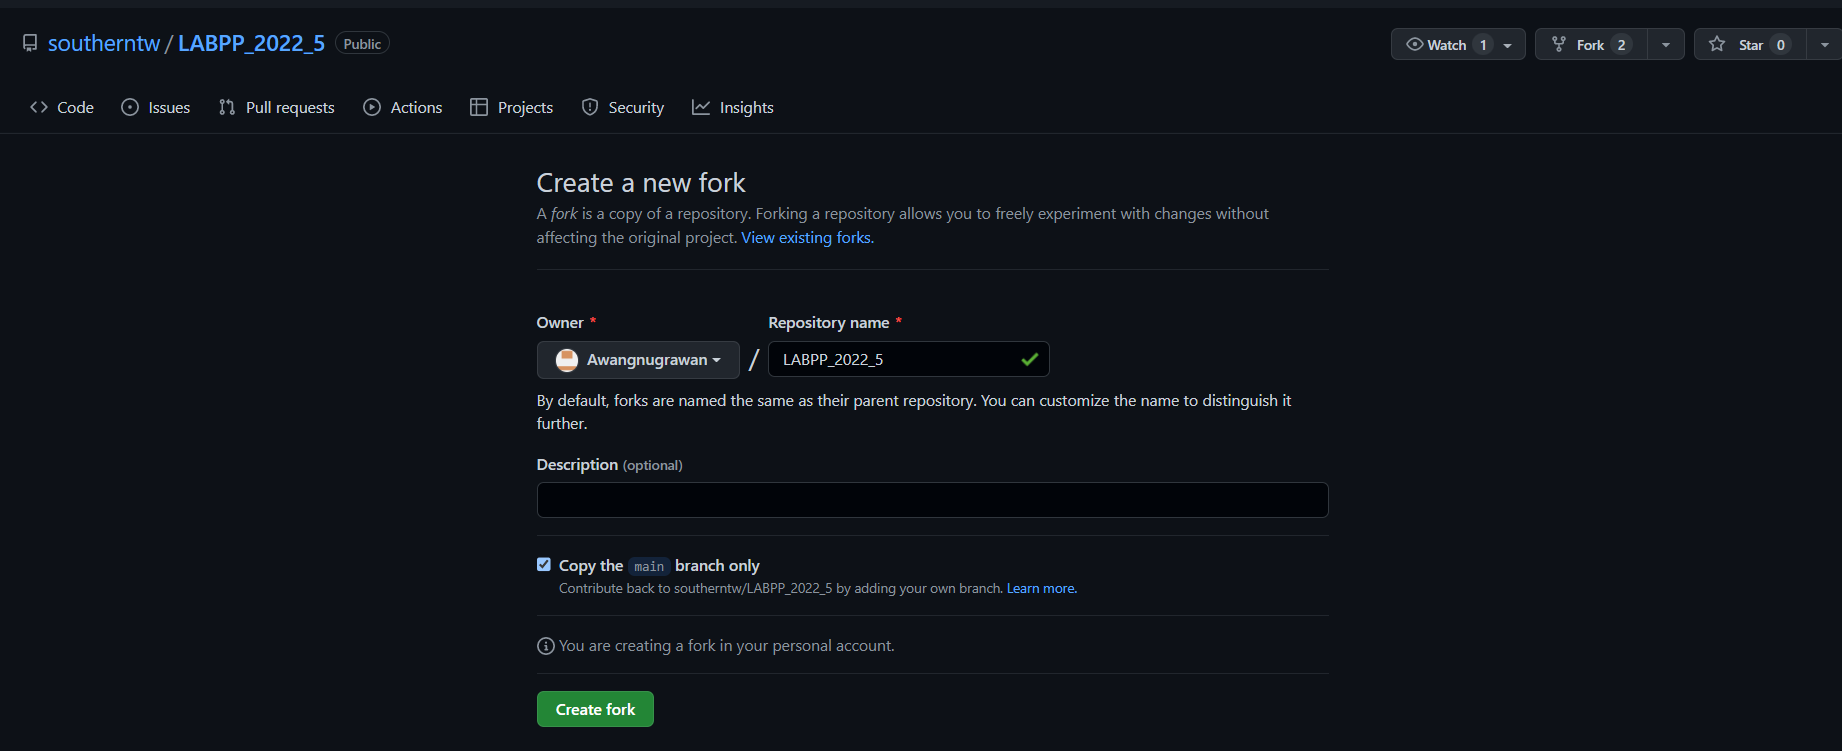 southerntw / LABPP_2022_5 Public
Watch 1 Fork 2 Star 0
Code Issues Pull requests Actions Projects Security Insights
Create a new fork
A fork is a copy of a repository. Forking a repository allows you to freely experiment with changes without
affecting the original project. View existing forks.
Owner * Repository name *
Awangnugrawan / LABPP_2022_5
By default, forks are named the same as their parent repository. You can customize the name to distinguish it
further.
Description (optional)
Copy the main branch only
Contribute back to southerntw/LABPP_2022_5 by adding your own branch. Learn more.
You are creating a fork in your personal account.
Create fork